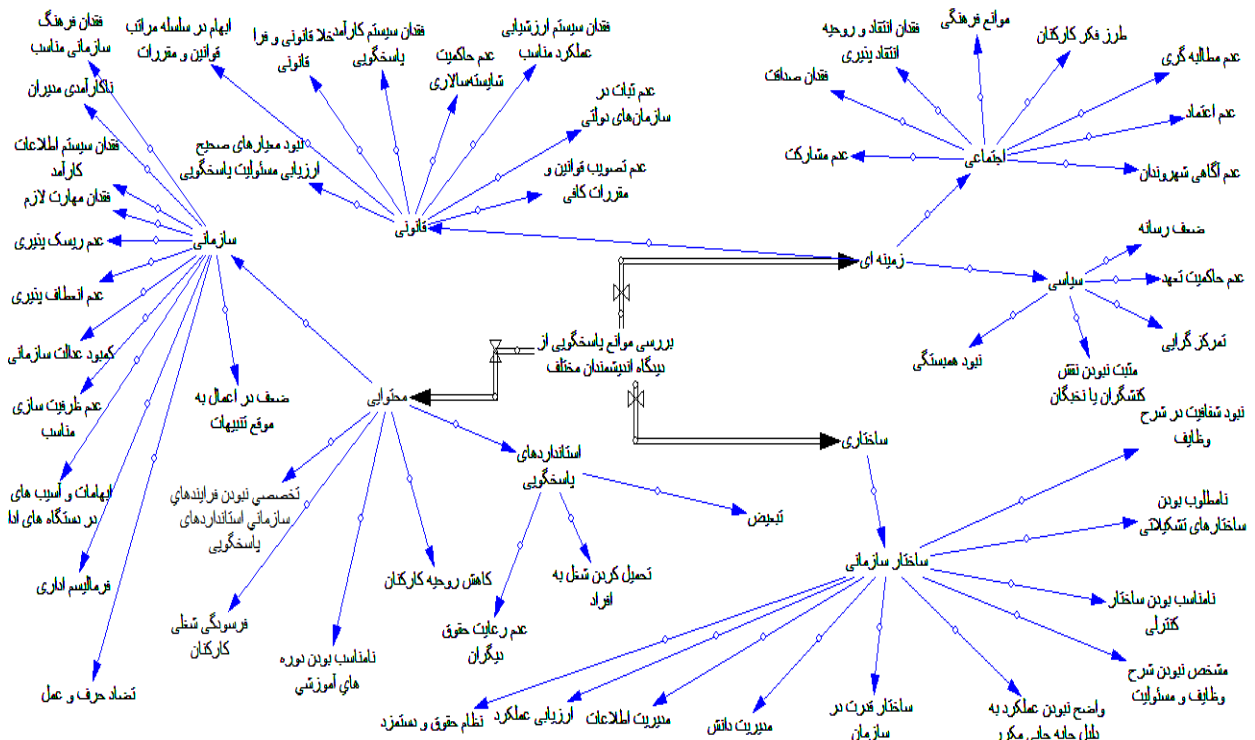 فقدان فرهنگ
سازمانی مناسب
ناکارآمدی مدیران
فقدان سیستم اطلاعات
کارآمد
فقدان مهارت لازم
عدم ریسک پذیری
عدم انعطاف پذیری
کمبود عدالت سازمانی
عدم ظرفیت سازی
مناسب
ابهامات و آسیب های
در دستگاه های ادا
فرمالیسم اداری
تضاد حرف و عمل
ضعف در اعمال به
موقع تنبیهات
سازمانی
ابهام در سلسله مراتب
قوانین و مقررات
خلا قانونی و فرا
قانونی
فقدان سیستم کارآمد
پاسخگویی
عدم حاکمیت
شایسته‌سالاری
فقدان سیستم ارزشیابی
عملکرد مناسب
عدم ثبات در
سازمان‌های دولتی
عدم تصویب قوانین و
مقررات کافی
نبود معیارهای صحیح
ارزیابی مسئولیت پاسخگویی
قانونی
فقدان صداقت
فقدان انتقاد و روحیه
انتقاد پذیری
موانع فرهنگی
طرز فکر کارکنان
عدم مطالبه گری
عدم اعتماد
عدم آگاهی شهروندان
عدم مشارکت
اجتماعی
زمینه ای
سیاسی
ضعف رسانه
عدم حاکمیت تعهد
تمرکز گرایی
مثبت نبودن نقش
کنشگران یا نخبگان
نبود همبستگی
بررسی موانع پاسخگویی از
دیدگاه اندیشمندان مختلف
محتوایی
استانداردهای
پاسخگویی
تبعیض
تحمیل کردن شغل به
افراد
عدم رعایت حقوق
دیگران
کاهش روحیه کارکنان
نامناسب بودن دوره
های آموزشی
فرسودگی شغلی
کارکنان
تخصصی نبودن فرایندهای
سازمانی استانداردهای
پاسخگویی
ساختاری
ساختار سازمانی
نبود شفافیت در شرح
وظایف
نامطلوب بودن
ساختارهای تشکیلاتی
نامناسب بودن ساختار
کنترلی
مشخص نبودن شرح
وظایف و مسئولیت
واضح نبودن عملکرد به
دلیل جابه جایی مکرر
ساختار قدرت در
سازمان
مدیریت دانش
مدیریت اطلاعات
ارزیابی عملکرد
نظام حقوق و دستمزد